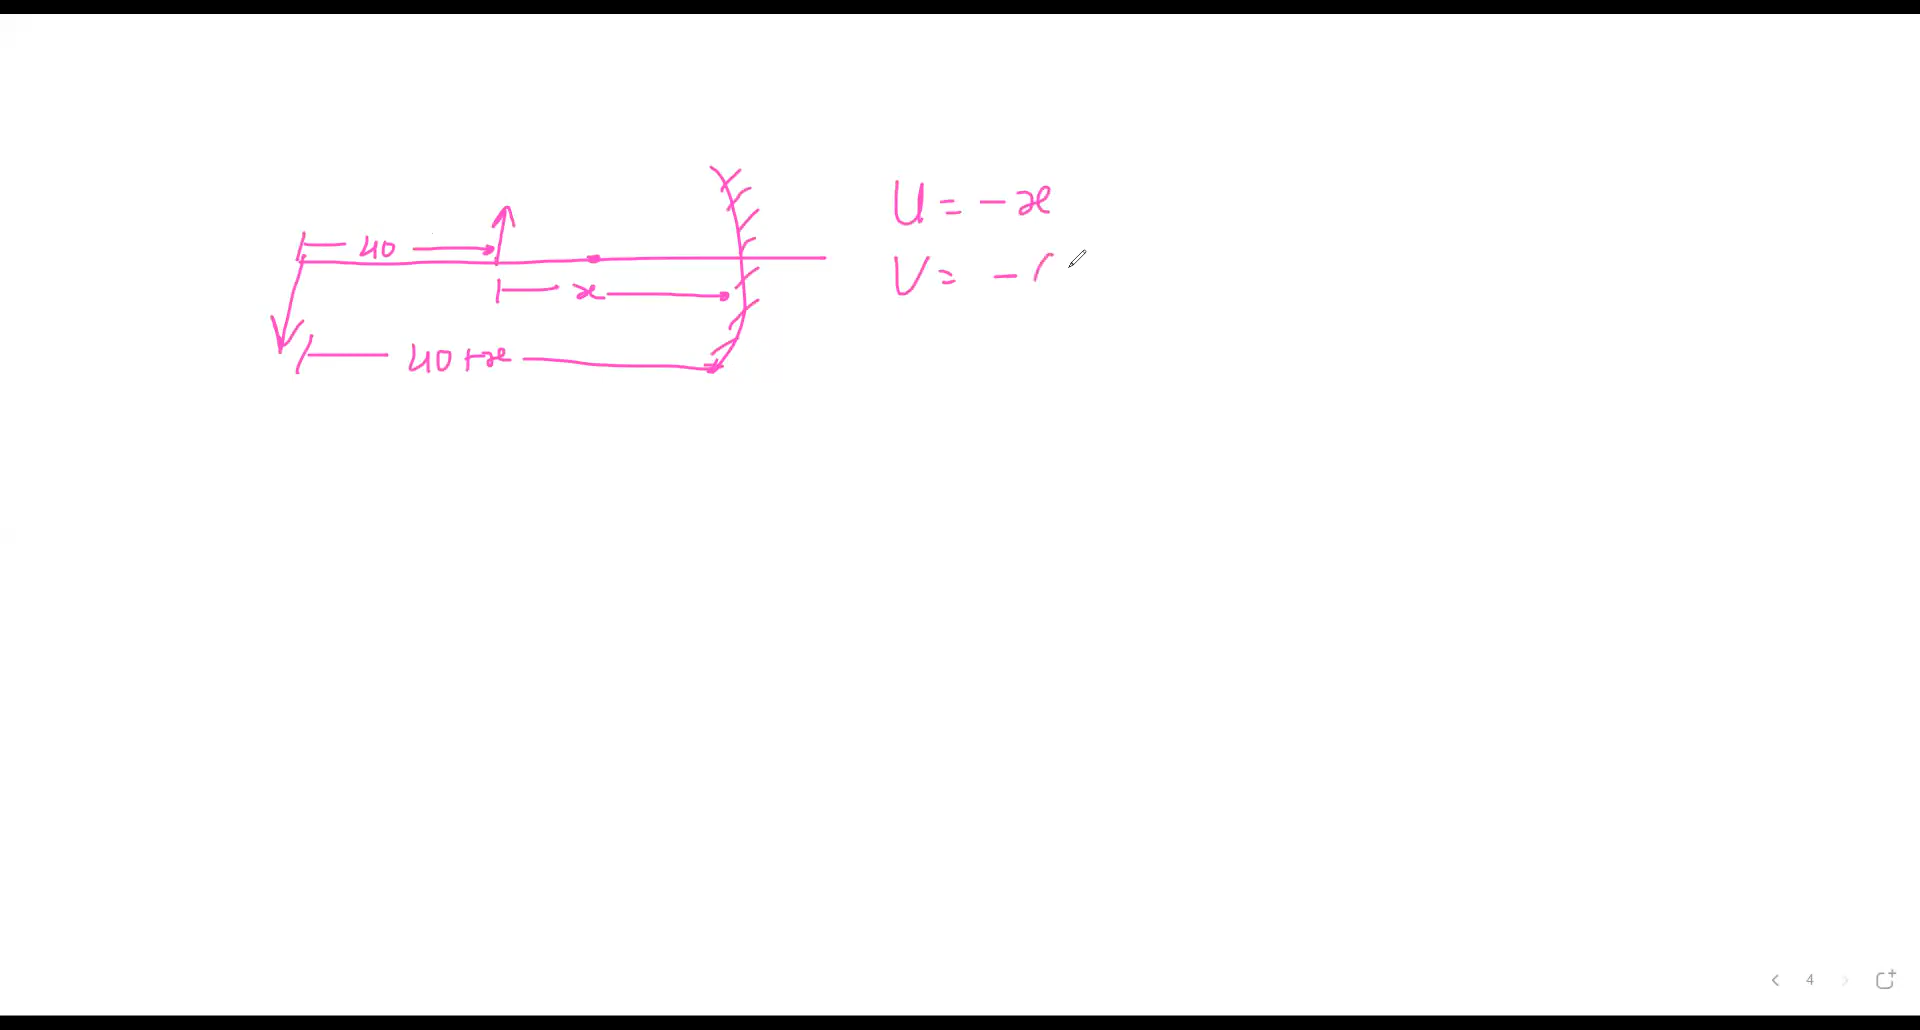 40
x
40+x
U = -x
V = - (
4